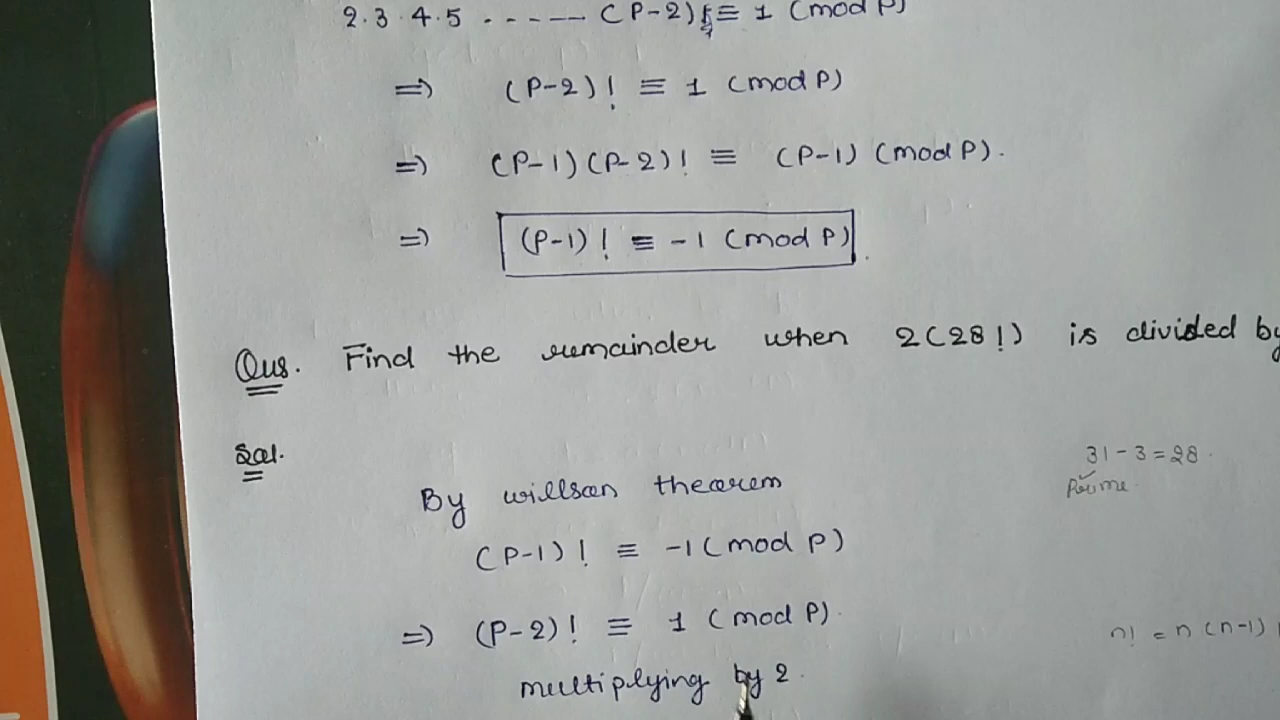 2.3.4.5 ------ (P-2) ≡ 1 (mod P)
⇒ (P-2)! ≡ 1 (mod P)
⇒ (P-1)(P-2)! ≡ (P-1) (mod P).
⇒ (P-1)! ≡ -1 (mod P).
Qus. Find the remainder when 2(28!) is divided by
Sol.
31-3=28.
Prime
By willson thearem
(P-1)! ≡ -1 (mod P)
⇒ (P-2)! ≡ 1 (mod P).
n! = n (n-1)
multiplying by 2.